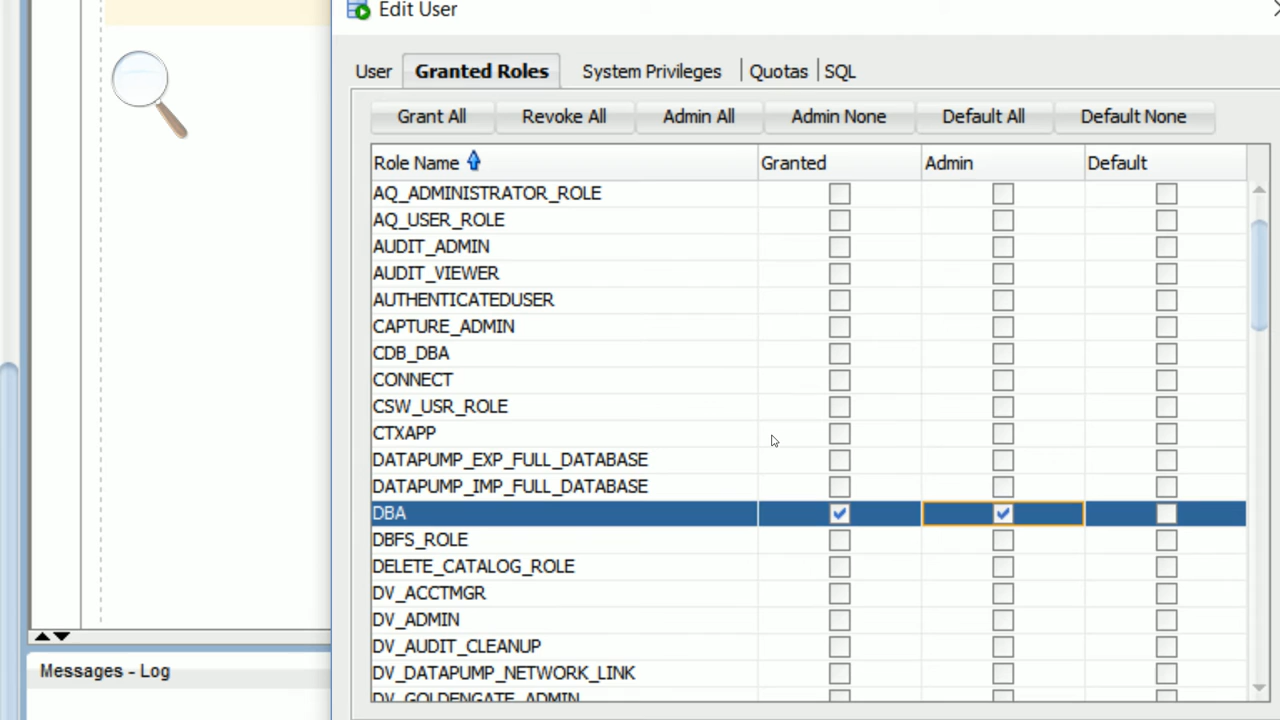 Edit User
User Granted Roles System Privileges Quotas SQL
Grant All Revoke All Admin All Admin None Default All Default None
Role Name Granted Admin Default
AQ_ADMINISTRATOR_ROLE
AQ_USER_ROLE
AUDIT_ADMIN
AUDIT_VIEWER
AUTHENTICATEDUSER
CAPTURE_ADMIN
CDB_DBA
CONNECT
CSW_USR_ROLE
CTXAPP
DATAPUMP_EXP_FULL_DATABASE
DATAPUMP_IMP_FULL_DATABASE
DBA
DBFS_ROLE
DELETE_CATALOG_ROLE
DV_ACCTMGR
DV_ADMIN
DV_AUDIT_CLEANUP
DV_DATAPUMP_NETWORK_LINK
DV_GOLDENGATE_ADMIN
Messages - Log